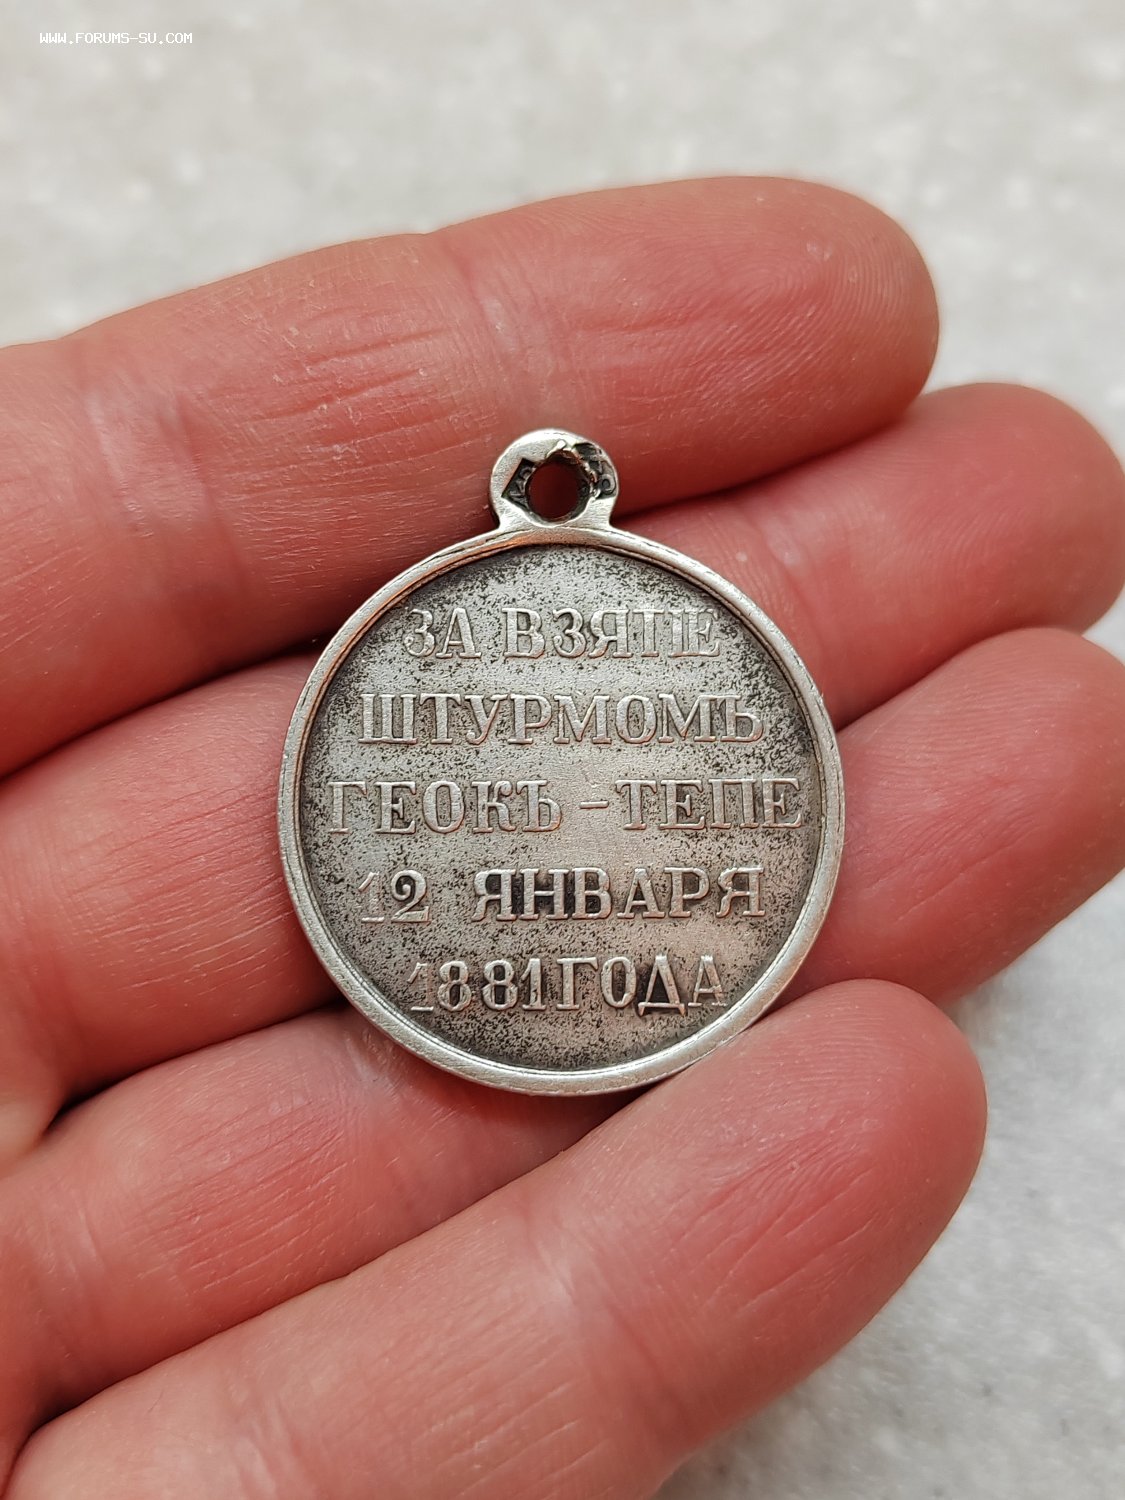 WWW.FORUMS-SU.COM
ЗА ВЗЯТІЕ
ШТУРМОМЪ
ГЕОКЪ-ТЕПЕ
12 ЯНВАРЯ
1881 ГОДА